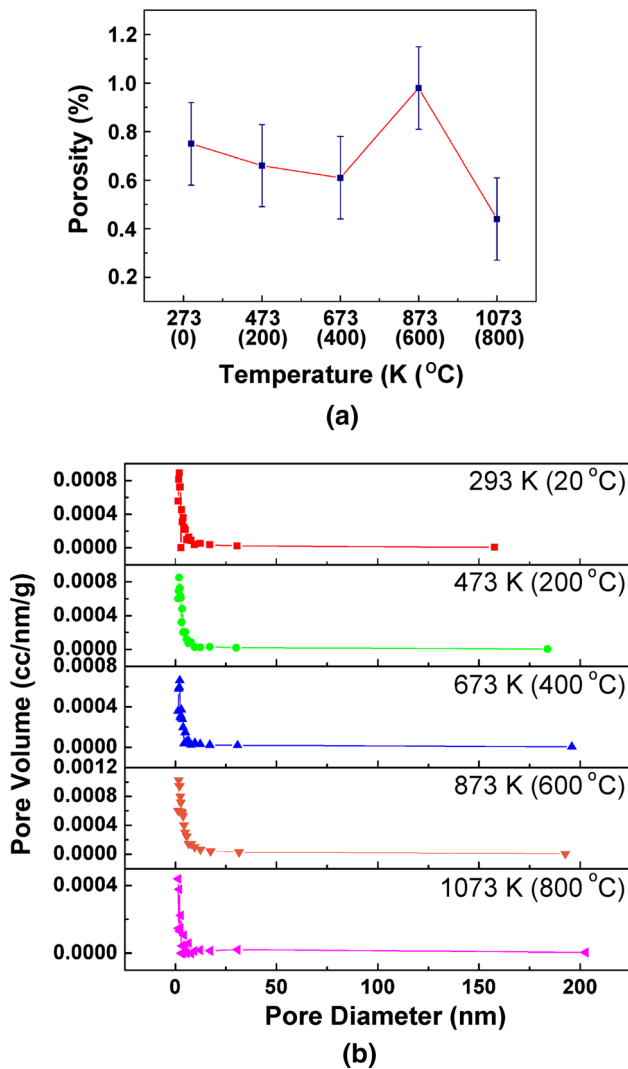 1.2
1.0
0.8
0.6
0.4
0.2
Porosity (%)
273 473 673 873 1073
(0) (200) (400) (600) (800)
Temperature (K (°C)
(a)
Pore Volume (cc/nm/g)
0.0008
0.0004
0.0000
293 K (20 °C)
0.0008
0.0004
0.0000
473 K (200 °C)
0.0008
0.0004
0.0000
673 K (400 °C)
0.0012
0.0008
0.0004
0.0000
873 K (600 °C)
0.0004
0.0000
1073 K (800 °C)
0 50 100 150 200
Pore Diameter (nm)
(b)